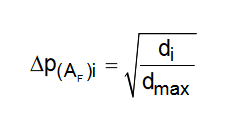 Δp(A_F)i = √(d_i / d_max)